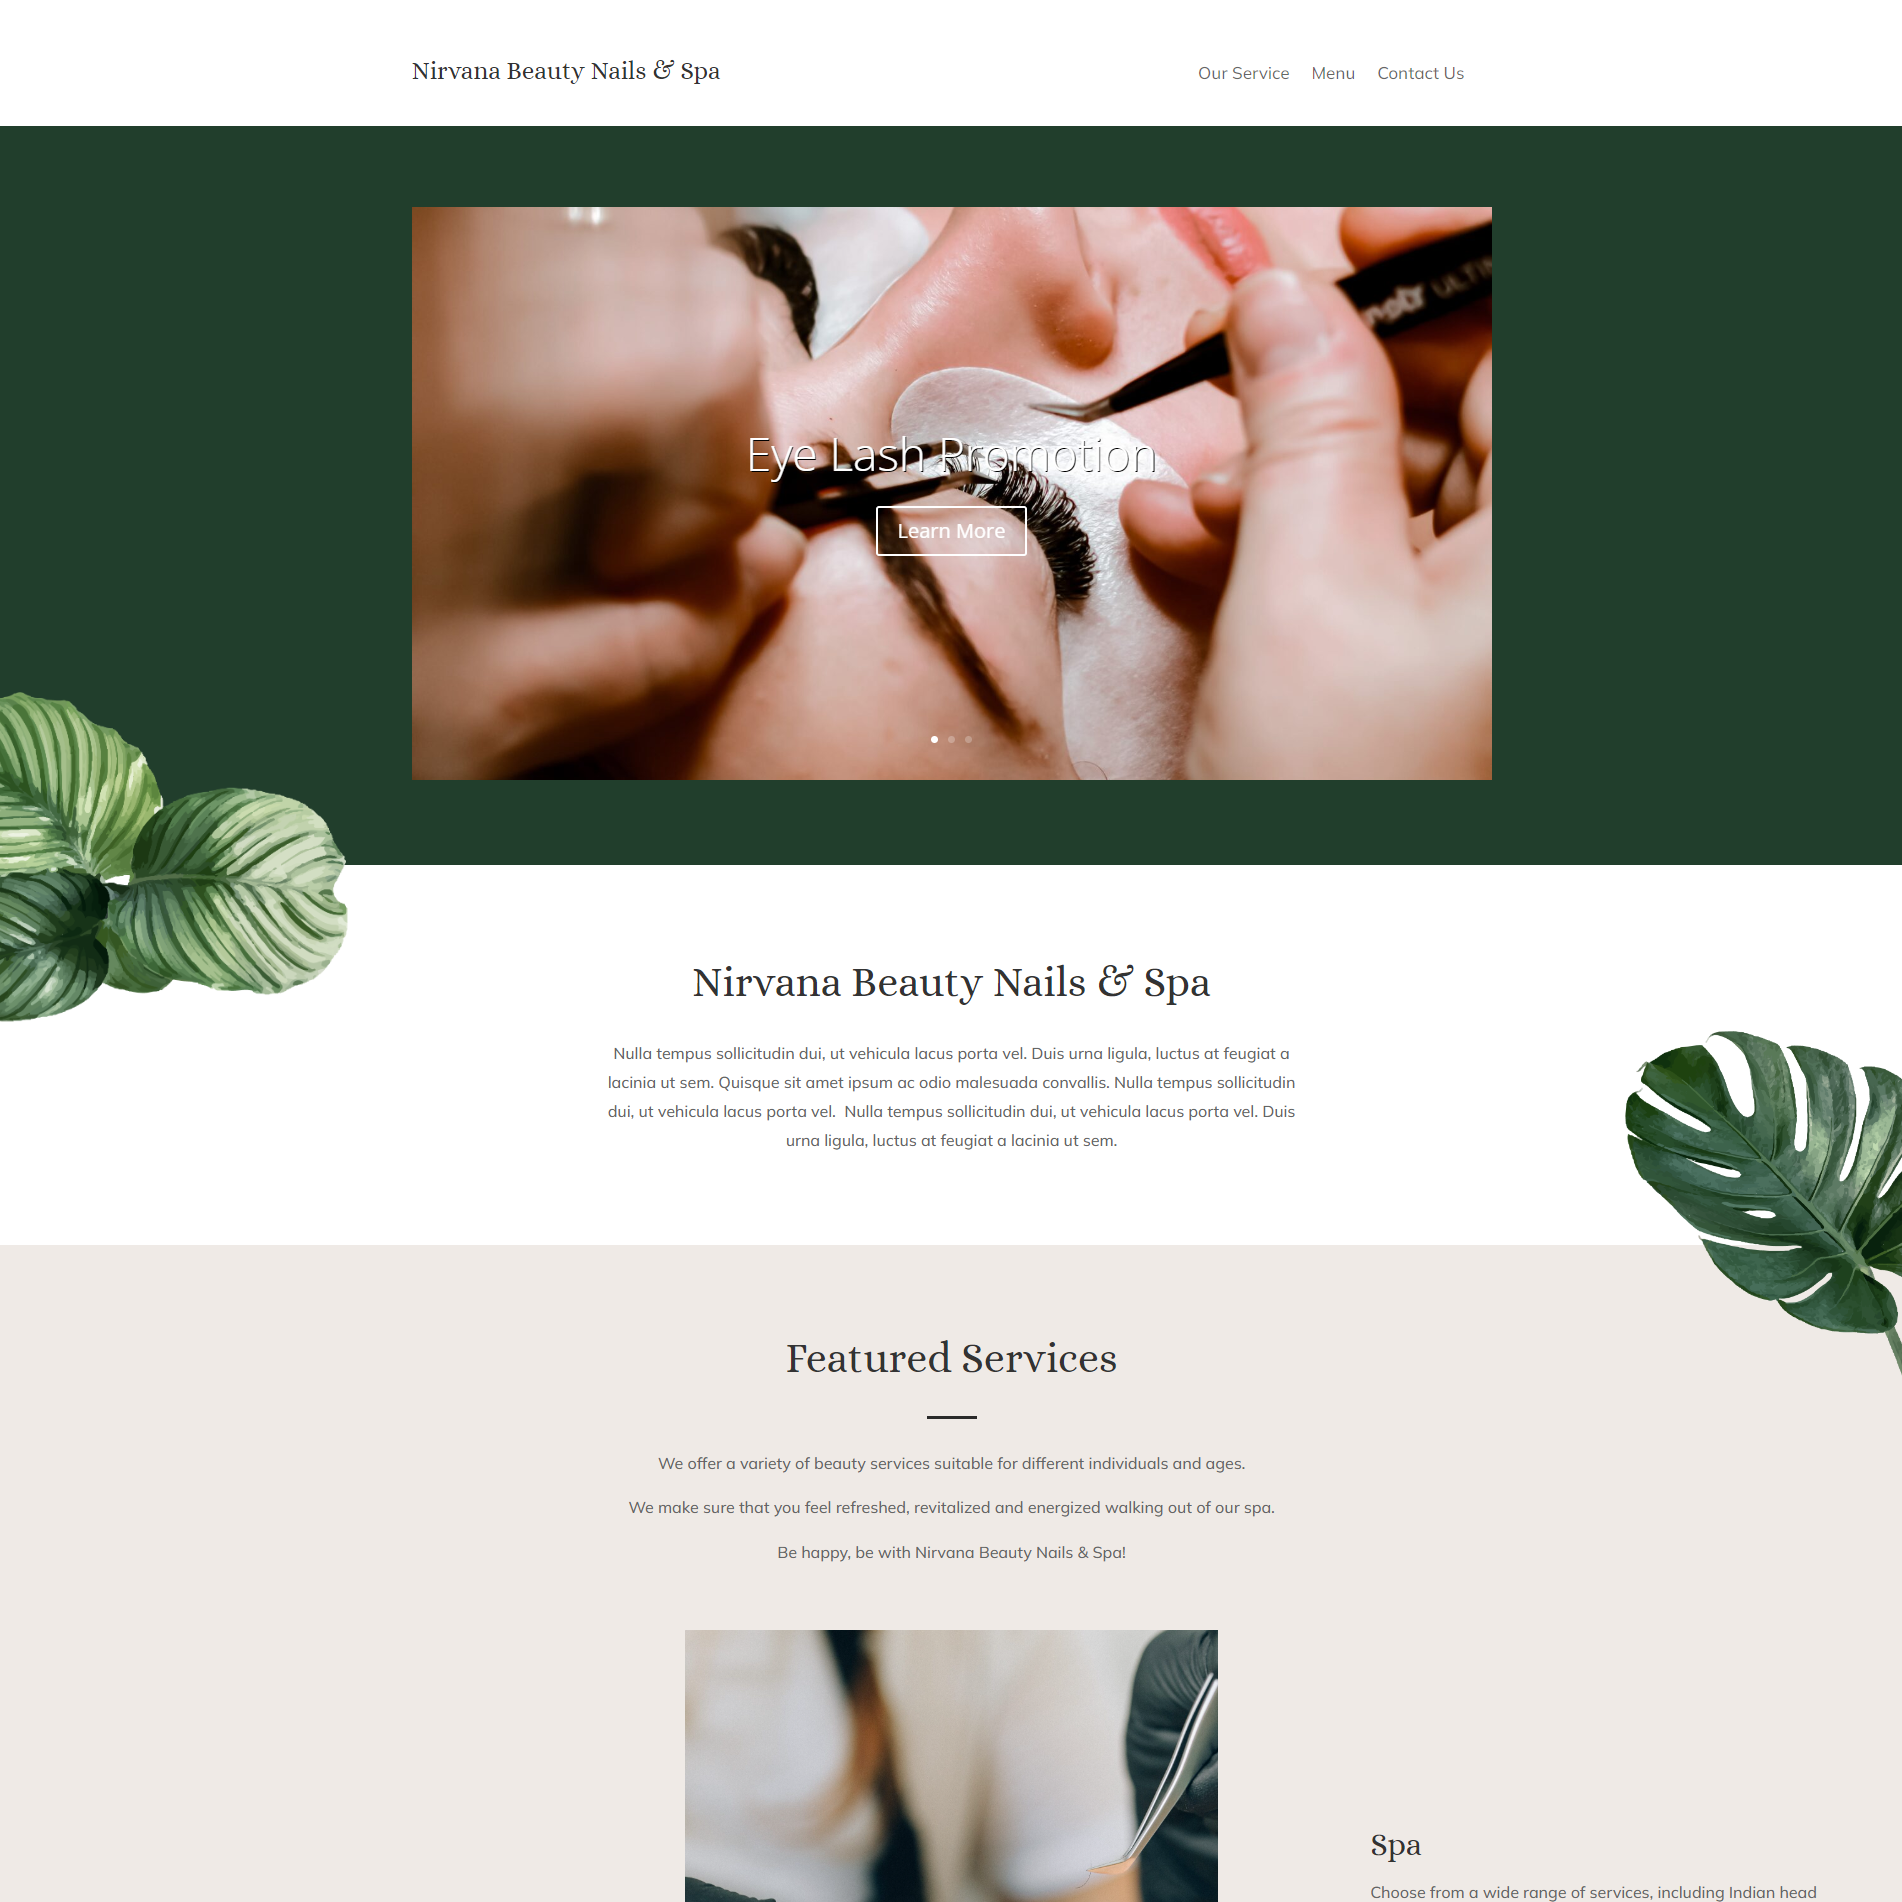 Nirvana Beauty Nails & Spa
Our Service Menu Contact Us
Eye Lash Promotion
Learn More
Nirvana Beauty Nails & Spa
Nulla tempus sollicitudin dui, ut vehicula lacus porta vel. Duis urna ligula, luctus at feugiat a
lacinia ut sem. Quisque sit amet ipsum ac odio malesuada convallis. Nulla tempus sollicitudin
dui, ut vehicula lacus porta vel.  Nulla tempus sollicitudin dui, ut vehicula lacus porta vel. Duis
urna ligula, luctus at feugiat a lacinia ut sem.
Featured Services
We offer a variety of beauty services suitable for different individuals and ages.
We make sure that you feel refreshed, revitalized and energized walking out of our spa.
Be happy, be with Nirvana Beauty Nails & Spa!
Spa
Choose from a wide range of services, including Indian head